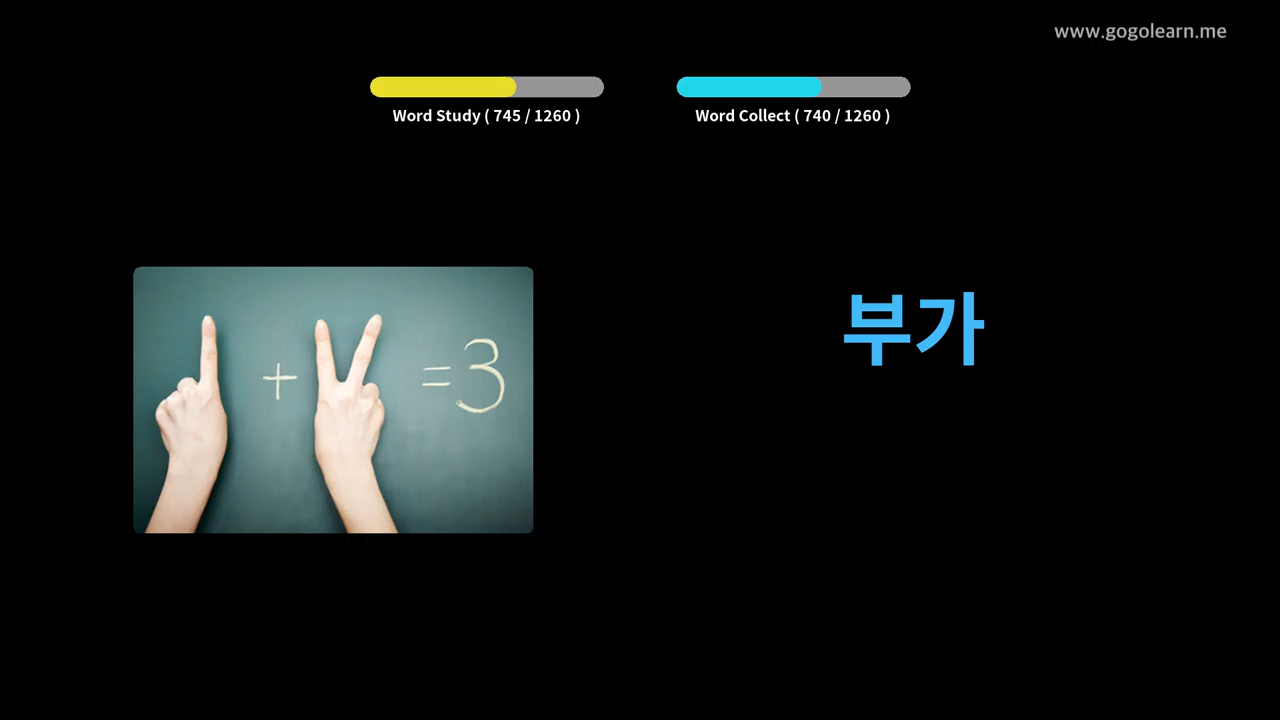 www.gogolearn.me
Word Study ( 745 / 1260 )
Word Collect ( 740 / 1260 )
+ =3
부가